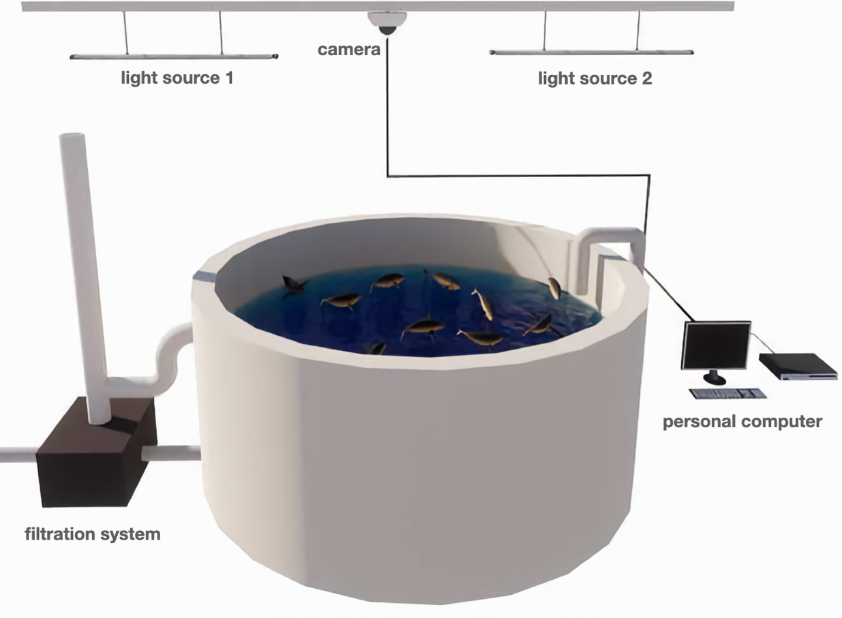 camera
light source 1
light source 2
personal computer
filtration system